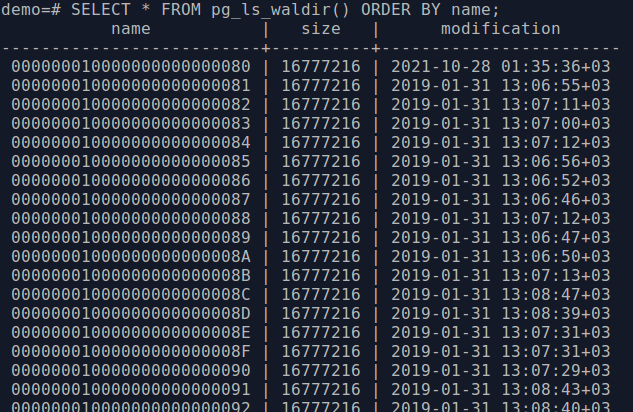 demo=# SELECT * FROM pg_ls_waldir() ORDER BY name;
           name           |   size   |      modification
--------------------------+----------+------------------------
 000000010000000000000080 | 16777216 | 2021-10-28 01:35:36+03
 000000010000000000000081 | 16777216 | 2019-01-31 13:06:55+03
 000000010000000000000082 | 16777216 | 2019-01-31 13:07:11+03
 000000010000000000000083 | 16777216 | 2019-01-31 13:07:00+03
 000000010000000000000084 | 16777216 | 2019-01-31 13:07:12+03
 000000010000000000000085 | 16777216 | 2019-01-31 13:06:56+03
 000000010000000000000086 | 16777216 | 2019-01-31 13:06:52+03
 000000010000000000000087 | 16777216 | 2019-01-31 13:06:46+03
 000000010000000000000088 | 16777216 | 2019-01-31 13:07:12+03
 000000010000000000000089 | 16777216 | 2019-01-31 13:06:47+03
 00000001000000000000008A | 16777216 | 2019-01-31 13:06:50+03
 00000001000000000000008B | 16777216 | 2019-01-31 13:07:13+03
 00000001000000000000008C | 16777216 | 2019-01-31 13:08:47+03
 00000001000000000000008D | 16777216 | 2019-01-31 13:08:39+03
 00000001000000000000008E | 16777216 | 2019-01-31 13:07:31+03
 00000001000000000000008F | 16777216 | 2019-01-31 13:07:31+03
 000000010000000000000090 | 16777216 | 2019-01-31 13:07:29+03
 000000010000000000000091 | 16777216 | 2019-01-31 13:08:43+03
 000000010000000000000092 | 16777216 | 2019-01-31 13:08:40+03